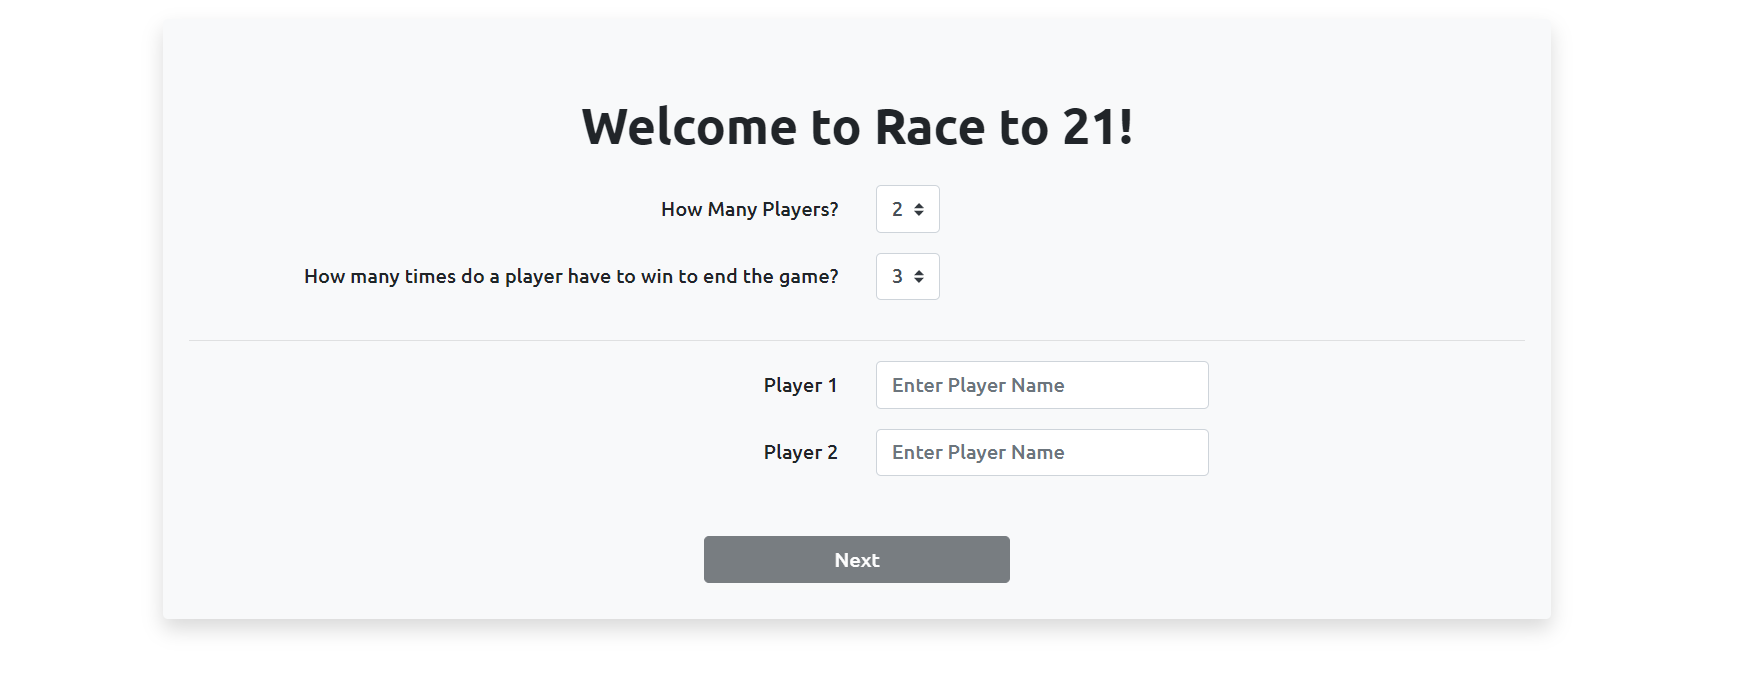 Welcome to Race to 21!
How Many Players? 2
How many times do a player have to win to end the game? 3
Player 1 Enter Player Name
Player 2 Enter Player Name
Next